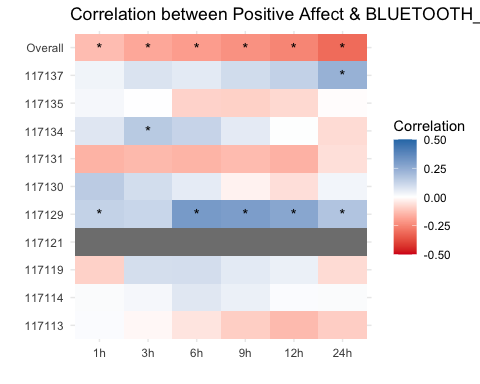 Correlation between Positive Affect & BLUETOOTH_
Overall * * * * * *
117137 *
117135
117134 *
117131
117130
117129 * * * * *
117121
117119
117114
117113
1h 3h 6h 9h 12h 24h
Correlation
0.50
0.25
0.00
-0.25
-0.50